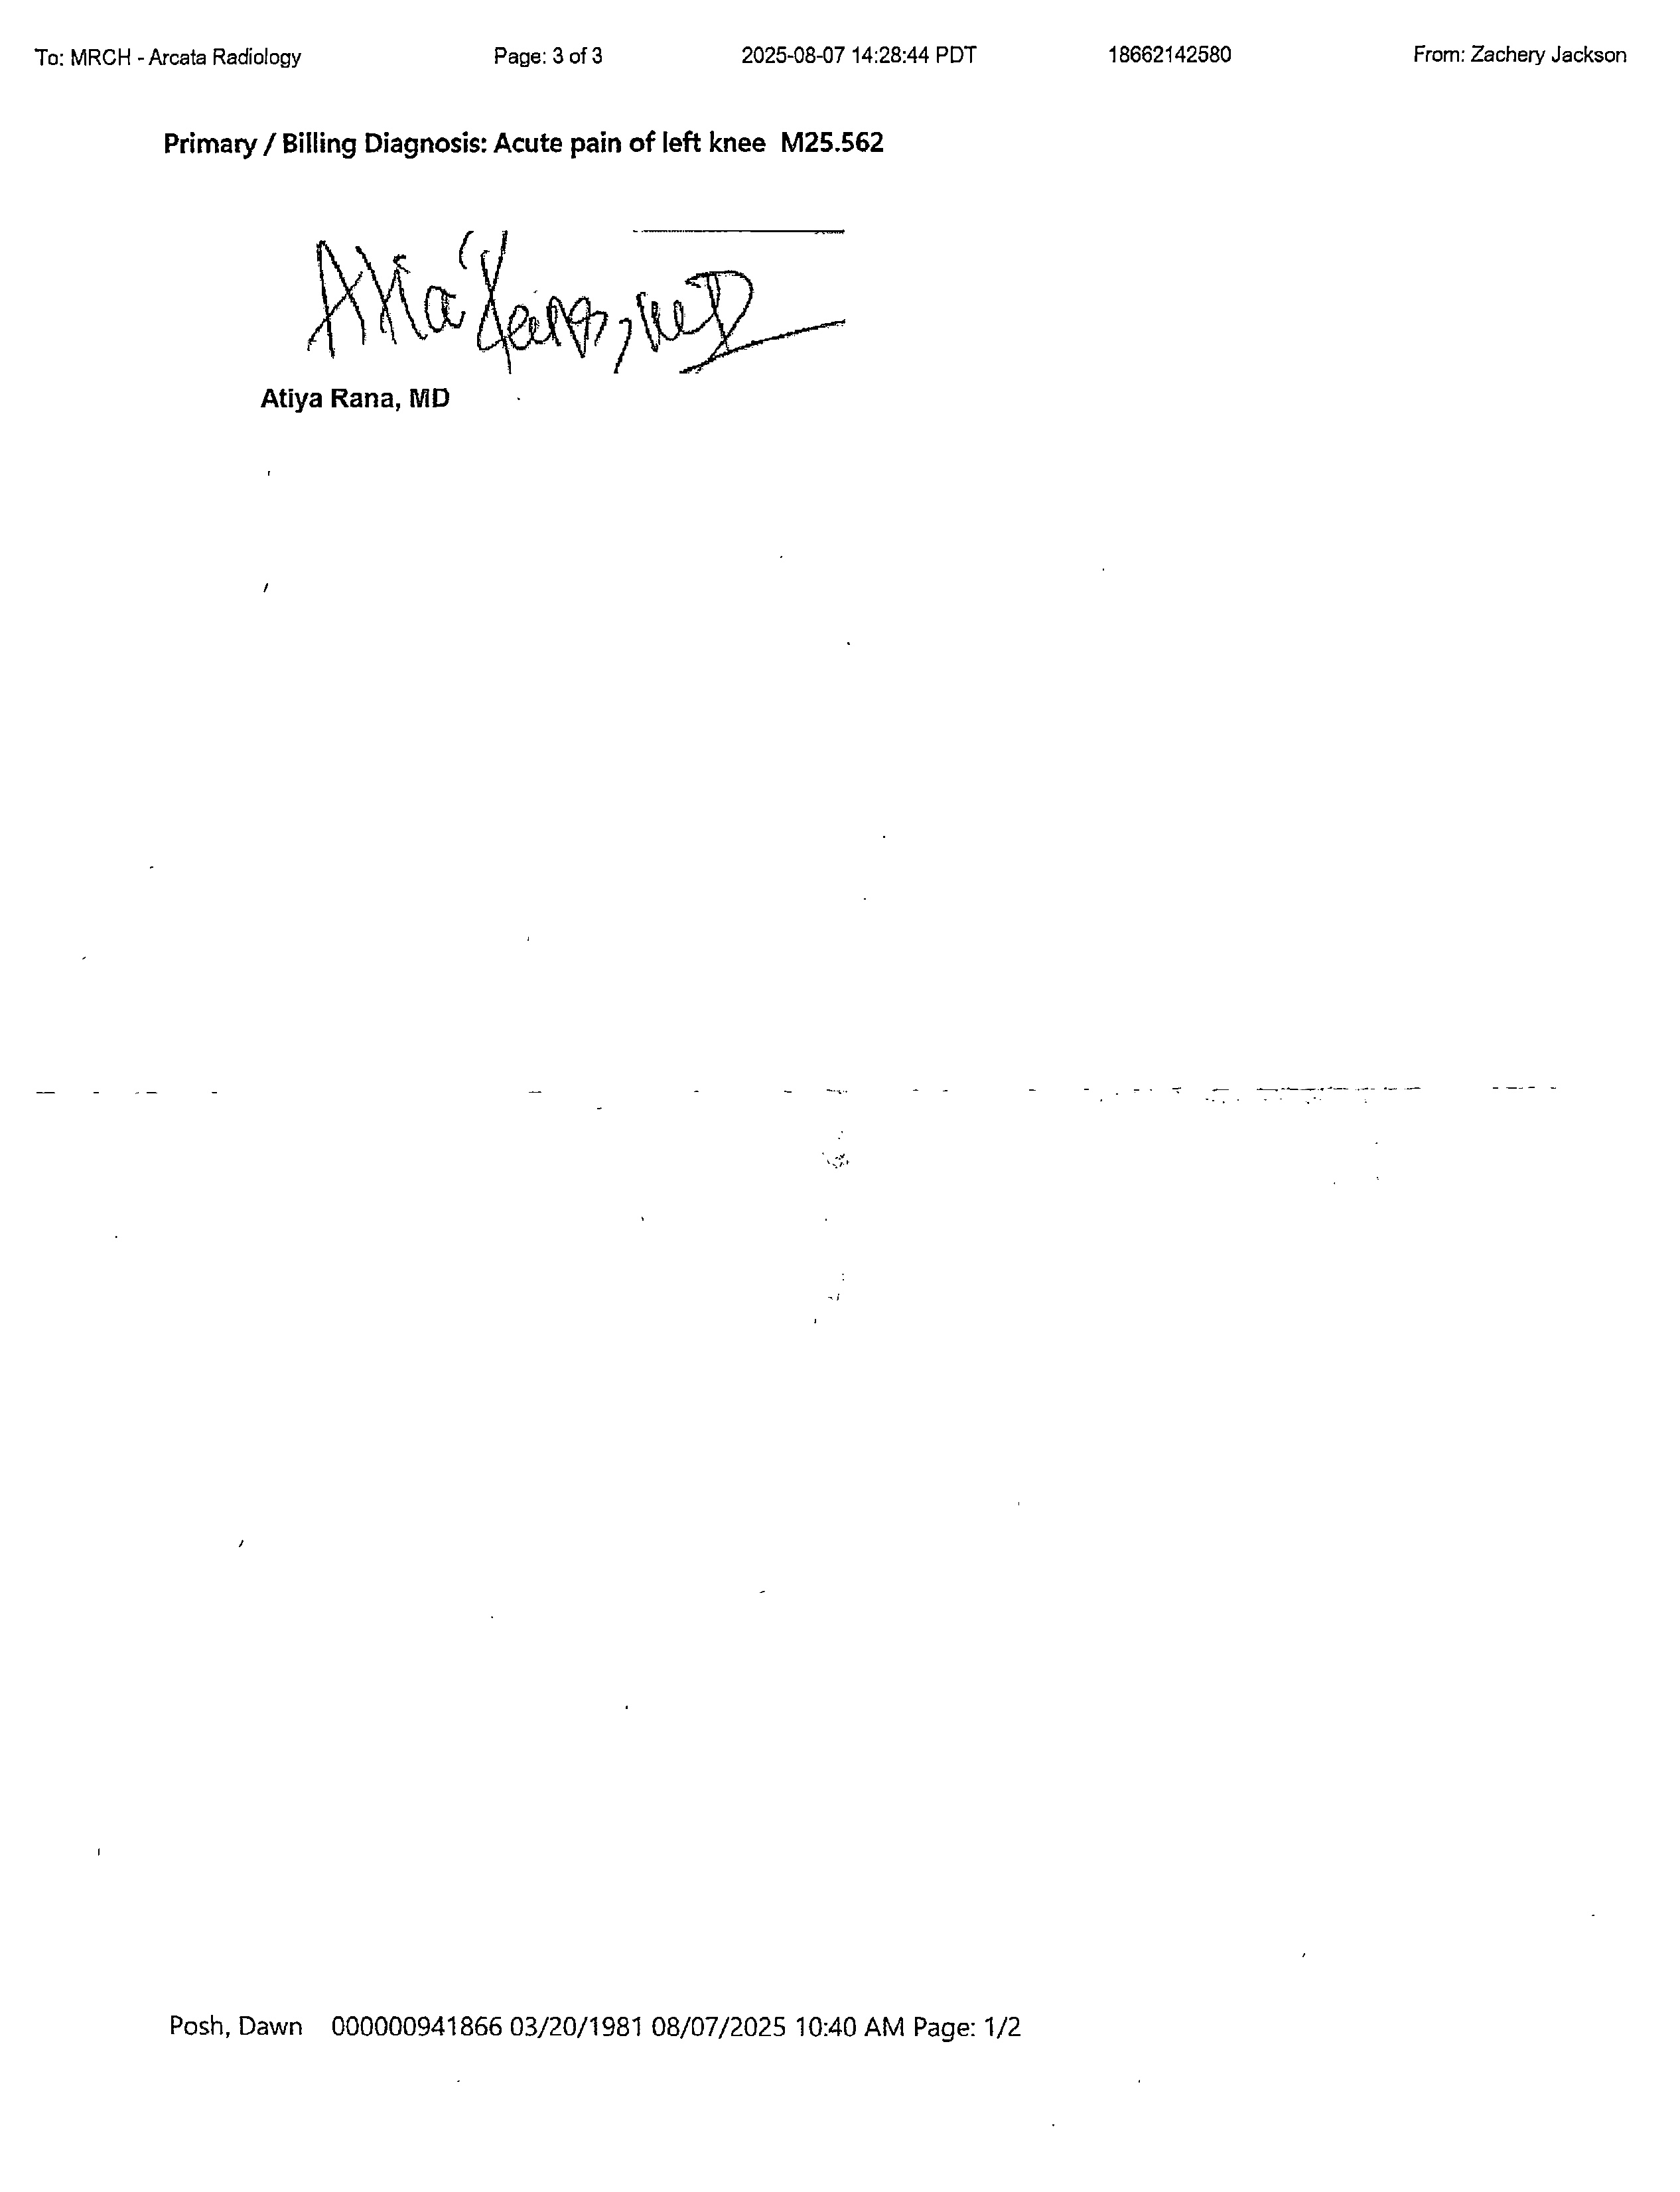 To: MRCH - Arcata Radiology Page: 3 of 3 2025-08-07 14:28:44 PDT 18662142580 From: Zachery Jackson
Primary / Billing Diagnosis: Acute pain of left knee M25.562
Atiya Rana, MD
Posh, Dawn 000000941866 03/20/1981 08/07/2025 10:40 AM Page: 1/2